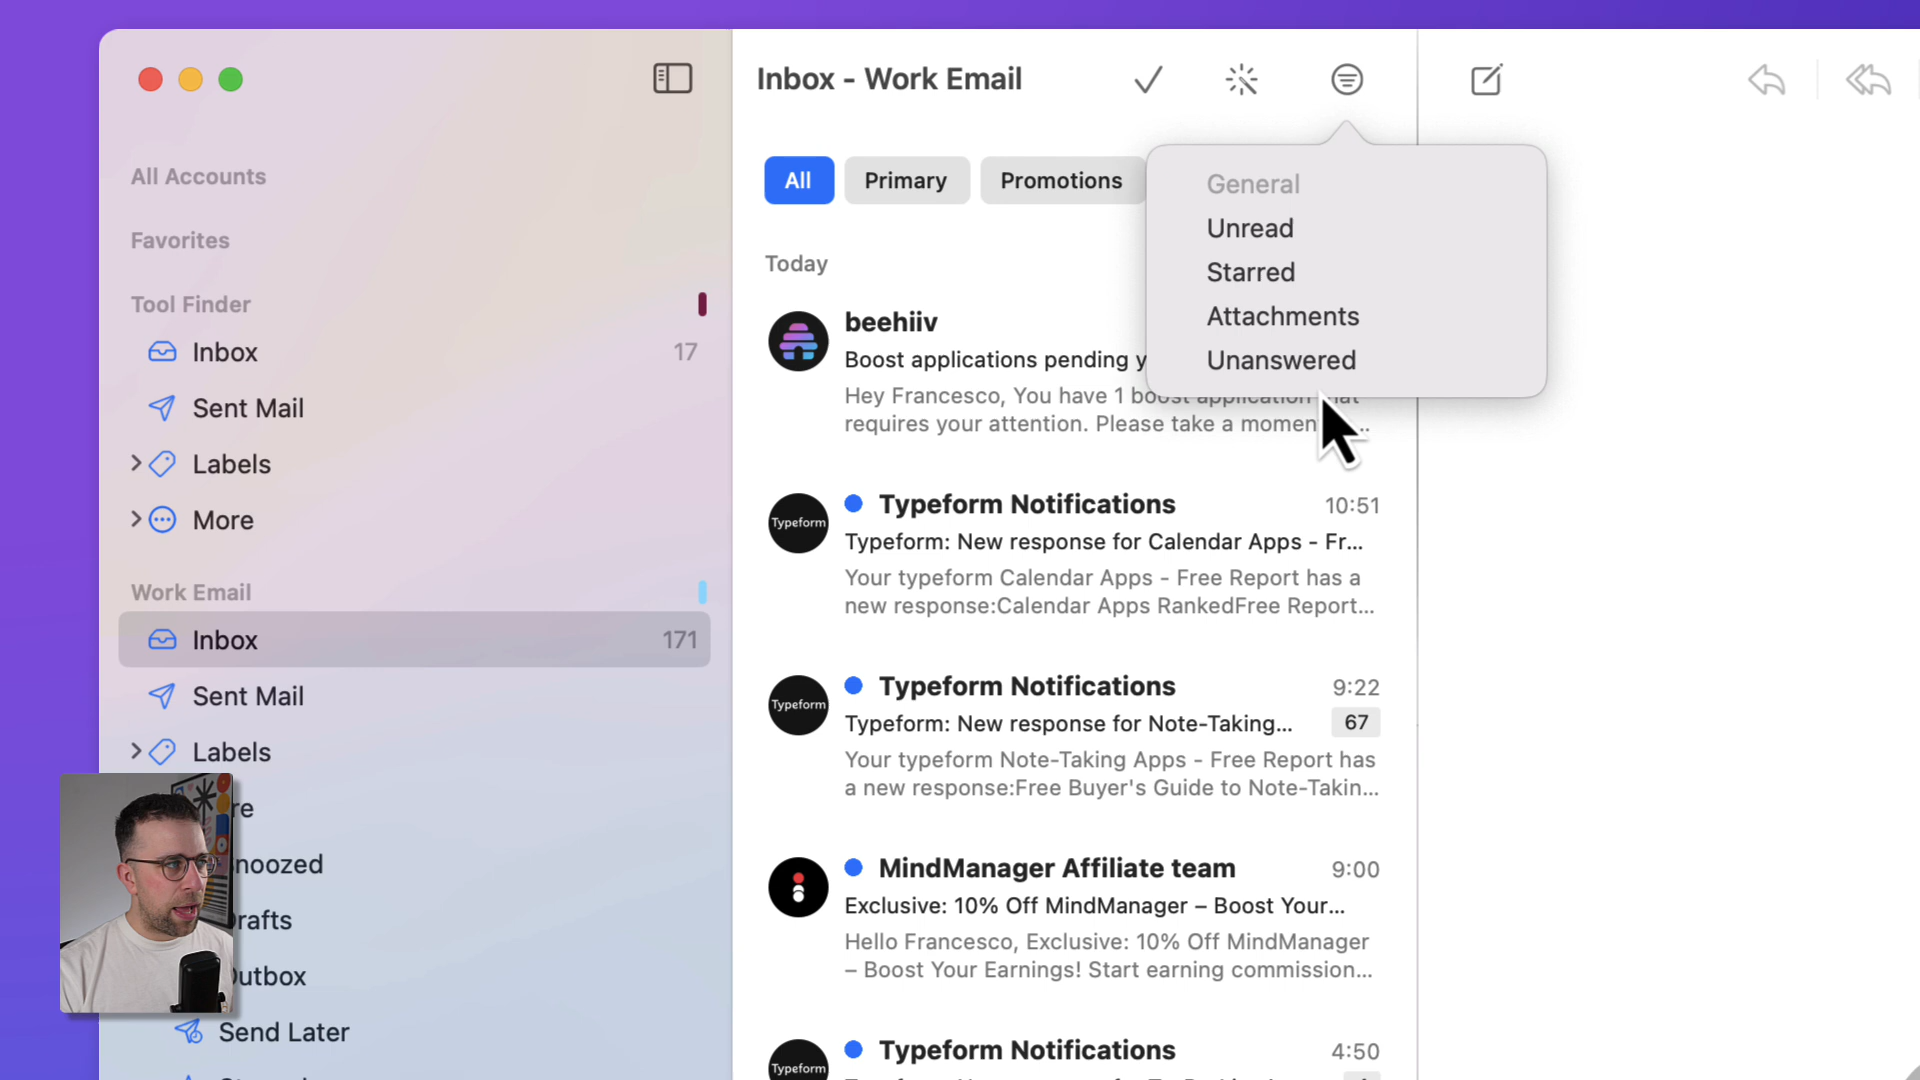 All Accounts
Favorites
Tool Finder
Inbox 17
Sent Mail
Labels
More
Work Email
Inbox 171
Sent Mail
Labels
re
noozed
rafts
utbox
Send Later
Inbox - Work Email
All
Primary
Promotions
General
Unread
Starred
Attachments
Unanswered
Today
beehiiv
Boost applications pending y
Hey Francesco, You have 1 boost application that
requires your attention. Please take a momen...
Typeform
Typeform Notifications 10:51
Typeform: New response for Calendar Apps - Fr...
Your typeform Calendar Apps - Free Report has a
new response:Calendar Apps RankedFree Report...
Typeform
Typeform Notifications 9:22
Typeform: New response for Note-Taking... 67
Your typeform Note-Taking Apps - Free Report has
a new response:Free Buyer's Guide to Note-Takin...
MindManager Affiliate team 9:00
Exclusive: 10% Off MindManager – Boost Your...
Hello Francesco, Exclusive: 10% Off MindManager
– Boost Your Earnings! Start earning commission...
Typeform
Typeform Notifications 4:50